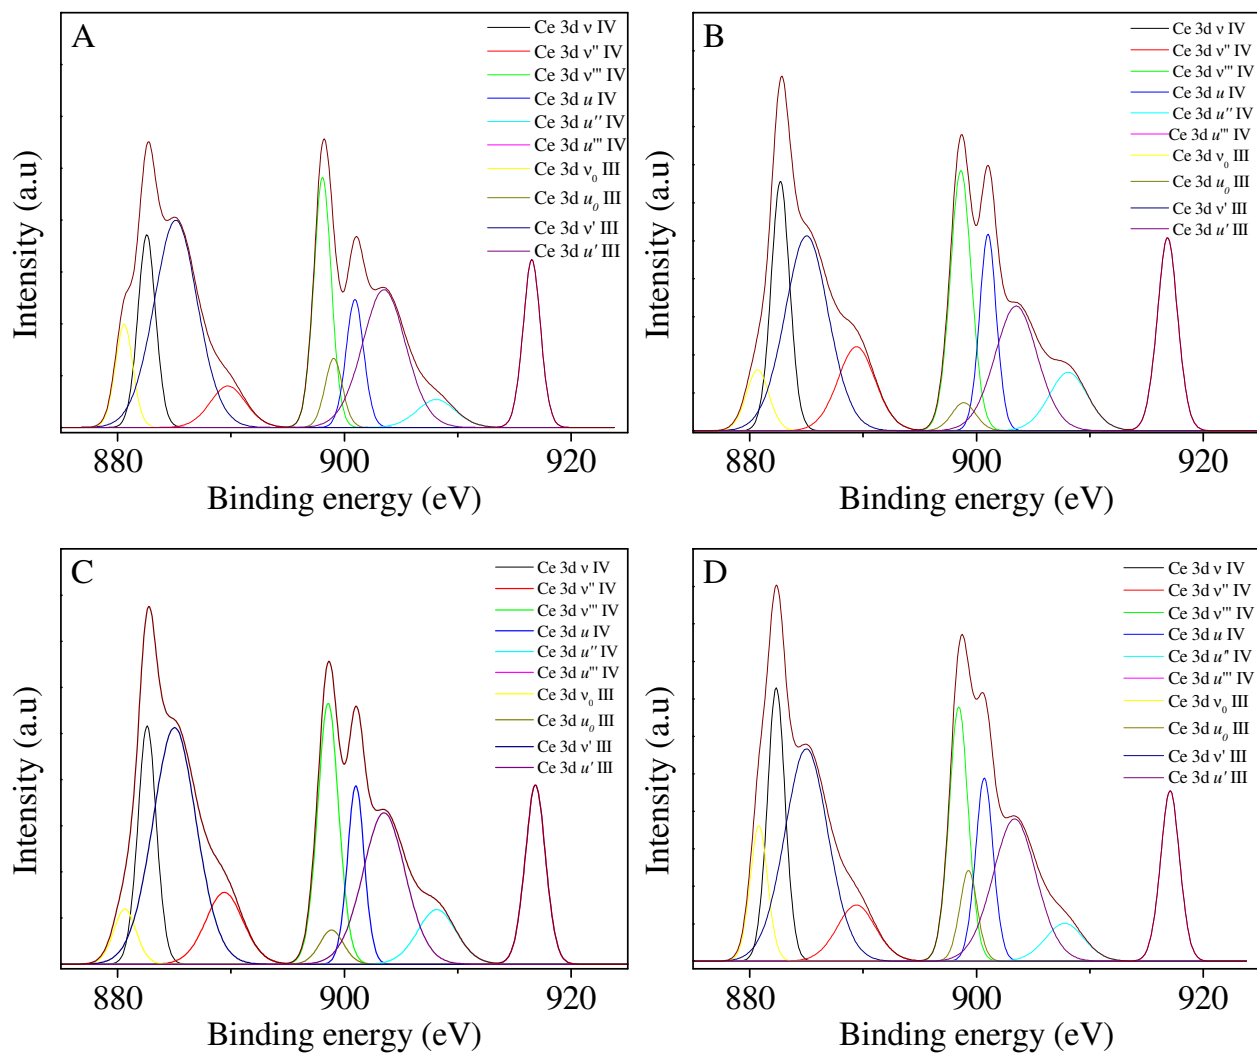 A
Ce 3d ν IV
Ce 3d ν" IV
Ce 3d ν''' IV
Ce 3d u IV
Ce 3d u'' IV
Ce 3d u''' IV
Ce 3d ν0 III
Ce 3d u0 III
Ce 3d ν' III
Ce 3d u' III
Intensity (a.u)
880 900 920
Binding energy (eV)
B
Ce 3d ν IV
Ce 3d ν" IV
Ce 3d ν''' IV
Ce 3d u IV
Ce 3d u'' IV
Ce 3d u''' IV
Ce 3d ν0 III
Ce 3d u0 III
Ce 3d ν' III
Ce 3d u' III
Intensity (a.u)
880 900 920
Binding energy (eV)
C
Ce 3d ν IV
Ce 3d ν" IV
Ce 3d ν''' IV
Ce 3d u IV
Ce 3d u'' IV
Ce 3d u''' IV
Ce 3d ν0 III
Ce 3d u0 III
Ce 3d ν' III
Ce 3d u' III
Intensity (a.u)
880 900 920
Binding energy (eV)
D
Ce 3d ν IV
Ce 3d ν" IV
Ce 3d ν''' IV
Ce 3d u IV
Ce 3d u'' IV
Ce 3d u''' IV
Ce 3d ν0 III
Ce 3d u0 III
Ce 3d ν' III
Ce 3d u' III
Intensity (a.u)
880 900 920
Binding energy (eV)